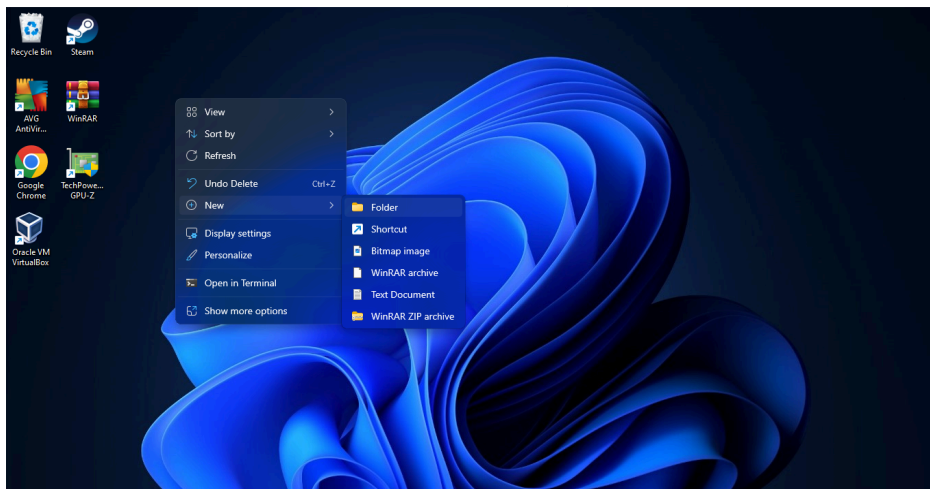 Recycle Bin
Steam
AVG
AntiVir...
WinRAR
Google
Chrome
TechPowe...
GPU-Z
Oracle VM
VirtualBox
View
Sort by
Refresh
Undo Delete Ctrl+Z
New
Display settings
Personalize
Open in Terminal
Show more options
Folder
Shortcut
Bitmap image
WinRAR archive
Text Document
WinRAR ZIP archive